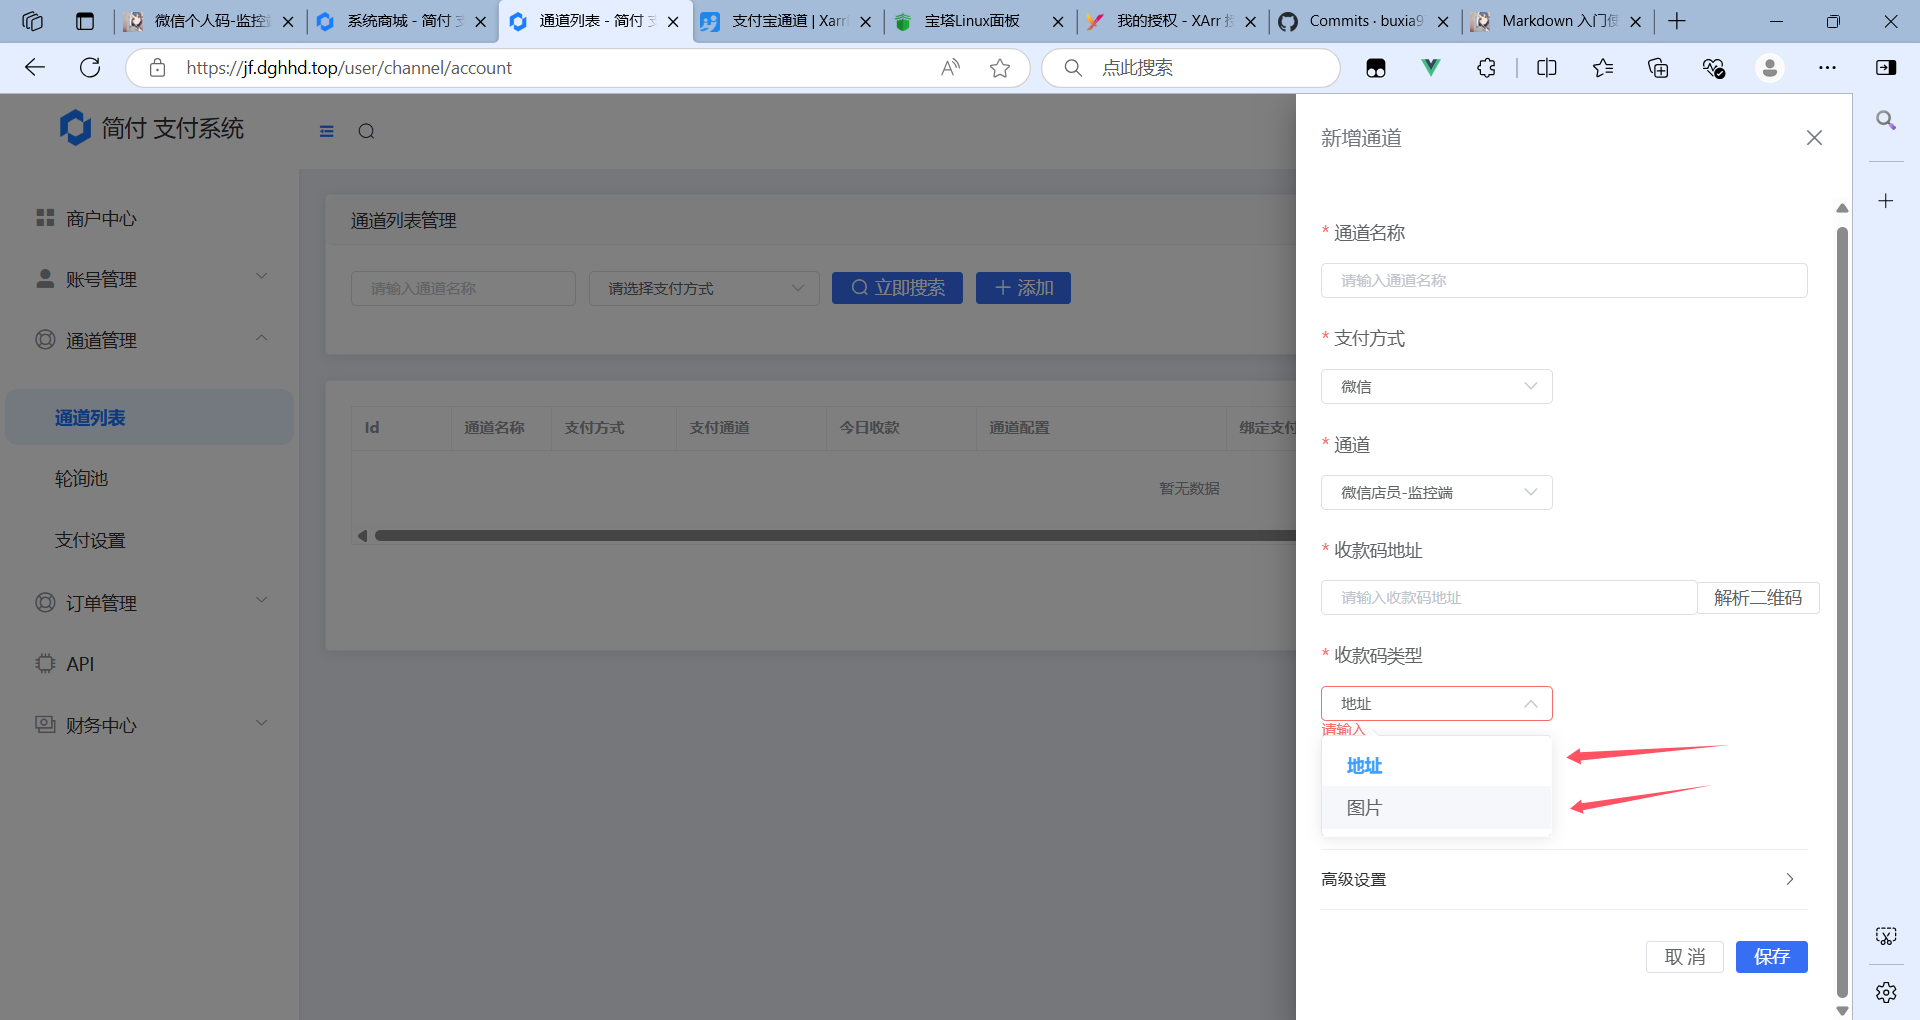 微信个人码-监控
系统商城 - 简付 支
通道列表 - 简付 支
支付宝通道 | Xarr
宝塔Linux面板
我的授权 - XArr 授
Commits · buxia9
Markdown 入门使
https://jf.dghhd.top/user/channel/account
点此搜索
简付 支付系统
商户中心
账号管理
通道管理
通道列表
轮询池
支付设置
订单管理
API
财务中心
通道列表管理
请输入通道名称
请选择支付方式
立即搜索
添加
Id
通道名称
支付方式
支付通道
今日收款
通道配置
绑定支付
暂无数据
新增通道
* 通道名称
请输入通道名称
* 支付方式
微信
* 通道
微信店员-监控端
* 收款码地址
请输入收款码地址
解析二维码
* 收款码类型
地址
请输入
地址
图片
高级设置
取 消
保存